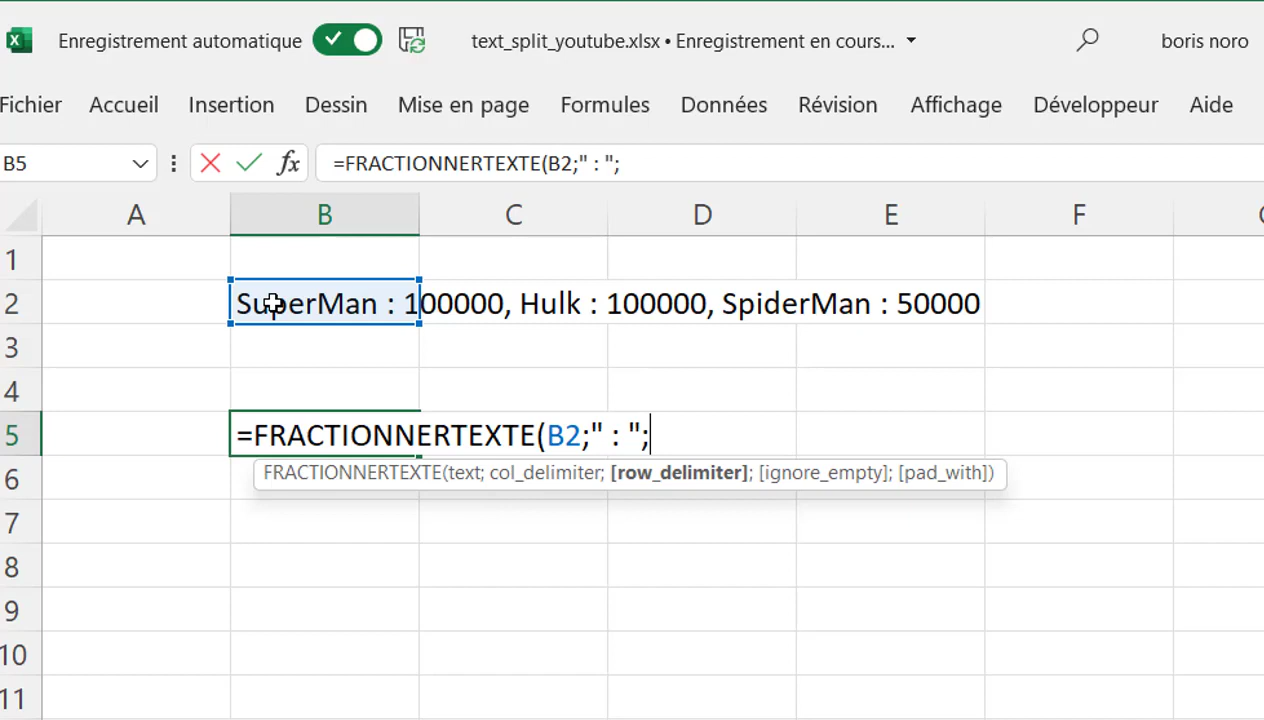 Enregistrement automatique text_split_youtube.xlsx • Enregistrement en cours... boris noro
Fichier Accueil Insertion Dessin Mise en page Formules Données Révision Affichage Développeur Aide
B5 fx =FRACTIONNERTEXTE(B2;" : ";
A B C D E F
1
2 SuperMan : 100000, Hulk : 100000, SpiderMan : 50000
3
4
5 =FRACTIONNERTEXTE(B2;" : ";
FRACTIONNERTEXTE(text; col_delimiter; [row_delimiter]; [ignore_empty]; [pad_with])
6
7
8
9
10
11